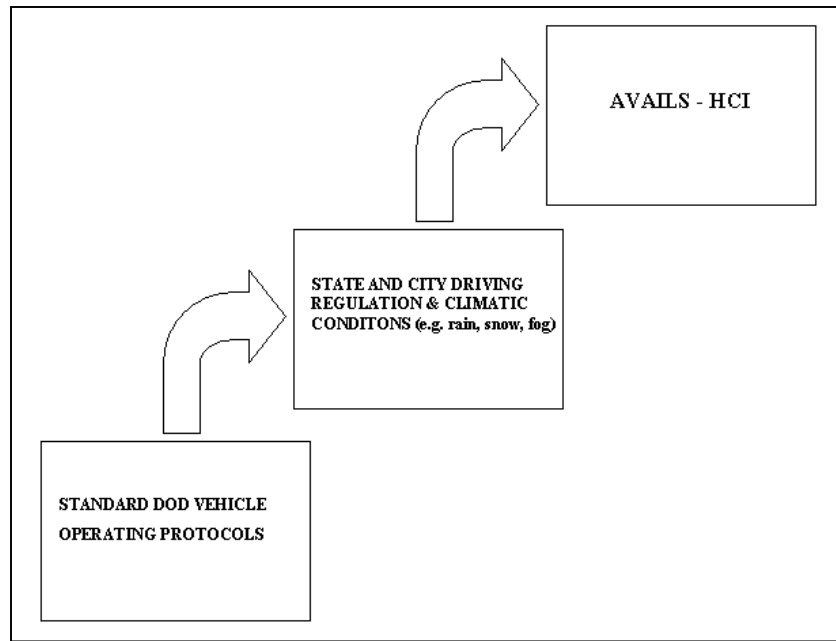 AVAILS - HCI
STATE AND CITY DRIVING
REGULATION & CLIMATIC
CONDITONS (e.g. rain, snow, fog)
STANDARD DOD VEHICLE
OPERATING PROTOCOLS